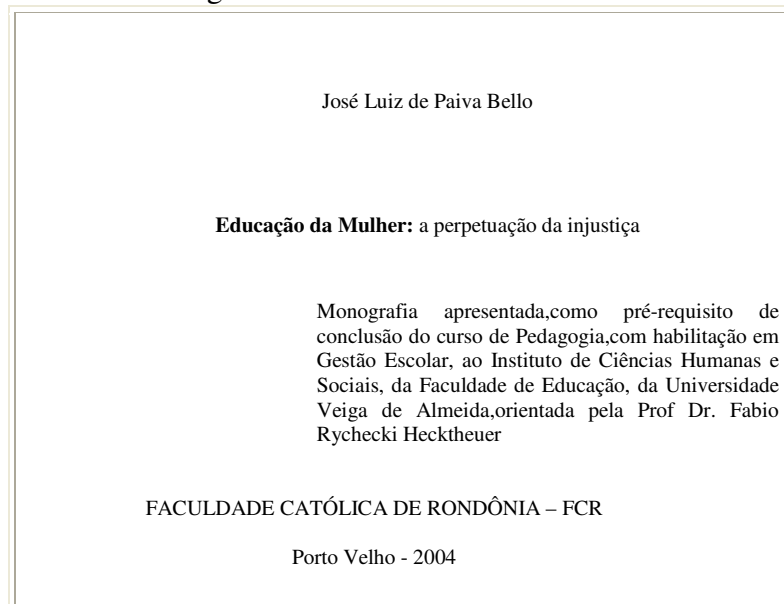 José Luiz de Paiva Bello
Educação da Mulher: a perpetuação da injustiça
Monografia apresentada,como pré-requisito de
conclusão do curso de Pedagogia,com habilitação em
Gestão Escolar, ao Instituto de Ciências Humanas e
Sociais, da Faculdade de Educação, da Universidade
Veiga de Almeida,orientada pela Prof Dr. Fabio
Rychecki Hecktheuer
FACULDADE CATÓLICA DE RONDÔNIA – FCR
Porto Velho - 2004